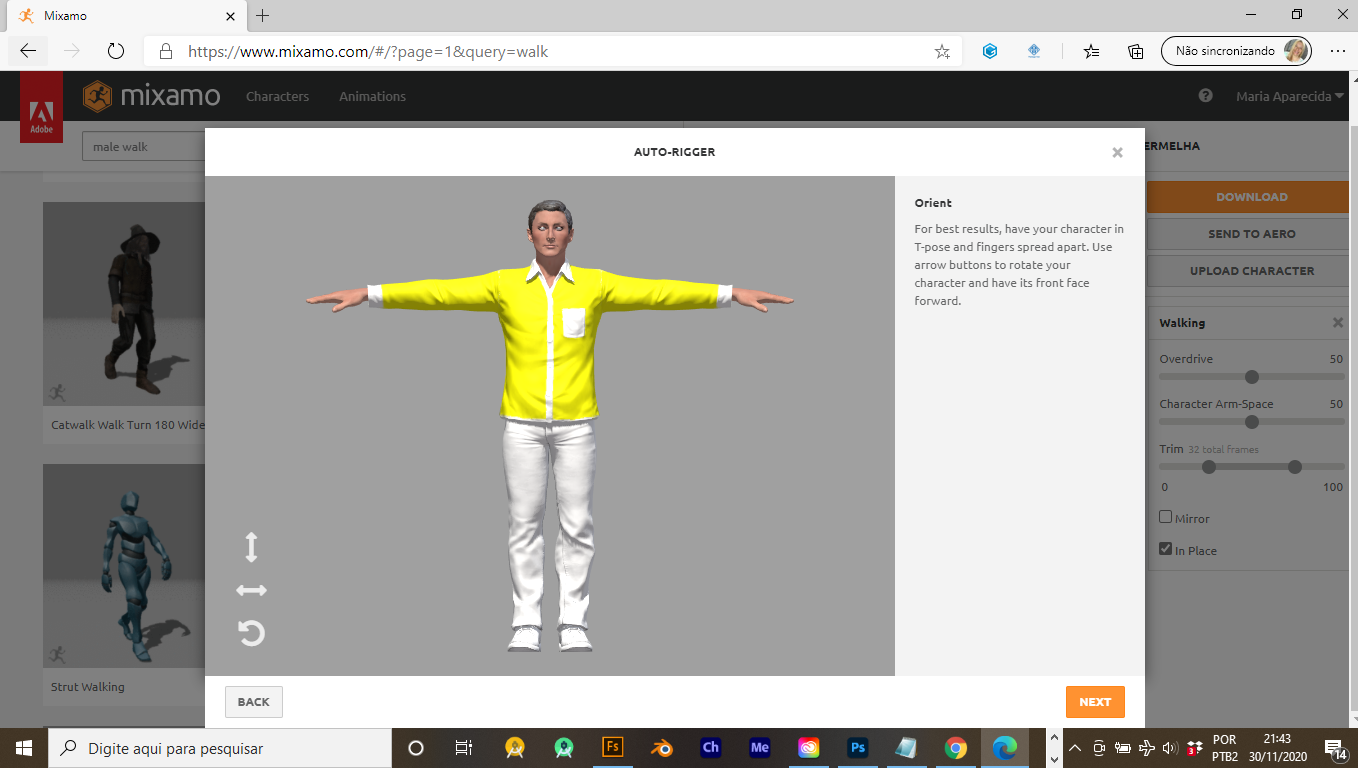 Mixamo
https://www.mixamo.com/#/?page=1&query=walk
Não sincronizando
Adobe
mixamo
Characters
Animations
Maria Aparecida
male walk
AUTO-RIGGER
ERMELHA
Orient
For best results, have your character in
T-pose and fingers spread apart. Use
arrow buttons to rotate your
character and have its front face
forward.
DOWNLOAD
SEND TO AERO
UPLOAD CHARACTER
Walking
Overdrive 50
Character Arm-Space 50
Trim 32 total frames
0 100
Mirror
In Place
Catwalk Walk Turn 180 Wide
Strut Walking
BACK
NEXT
Digite aqui para pesquisar
Fs
Ch
Me
Ps
POR
PTB2
21:43
30/11/2020
14